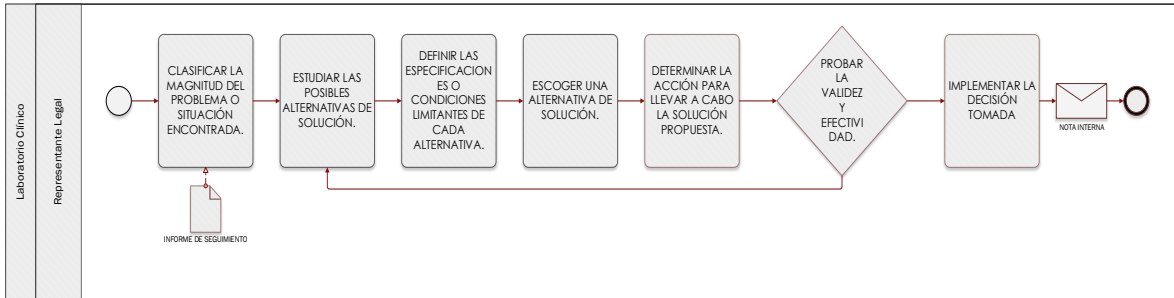 Laboratorio Clínico
Representante Legal
CLASIFICAR LA
MAGNITUD DEL
PROBLEMA O
SITUACIÓN
ENCONTRADA.
INFORME DE SEGUIMIENTO
ESTUDIAR LAS
POSIBLES
ALTERNATIVAS DE
SOLUCIÓN.
DEFINIR LAS
ESPECIFICACION
ES O
CONDICIONES
LIMITANTES DE
CADA
ALTERNATIVA.
ESCOGER UNA
ALTERNATIVA DE
SOLUCIÓN.
DETERMINAR LA
ACCIÓN PARA
LLEVAR A CABO
LA SOLUCIÓN
PROPUESTA.
PROBAR
LA
VALIDEZ
Y
EFECTIVI
DAD.
IMPLEMENTAR LA
DECISIÓN
TOMADA
NOTA INTERNA